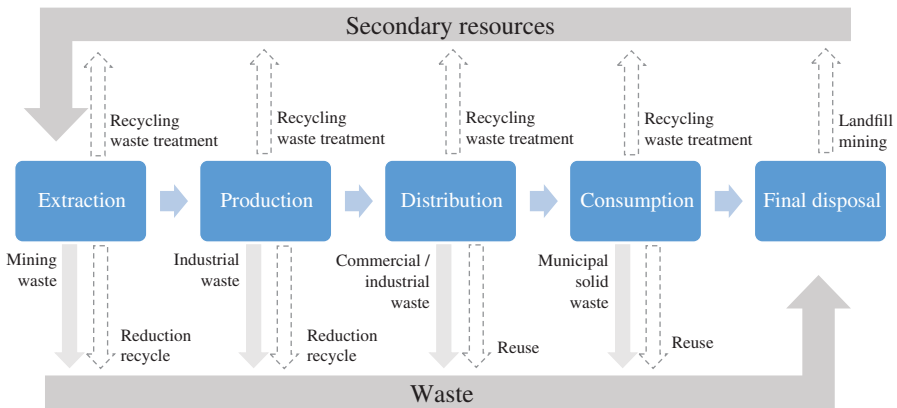 Secondary resources
Recycling
waste treatment
Recycling
waste treatment
Recycling
waste treatment
Recycling
waste treatment
Landfill
mining
Extraction
Production
Distribution
Consumption
Final disposal
Mining
waste
Industrial
waste
Commercial /
industrial
waste
Municipal
solid
waste
Reduction
recycle
Reduction
recycle
Reuse
Reuse
Waste